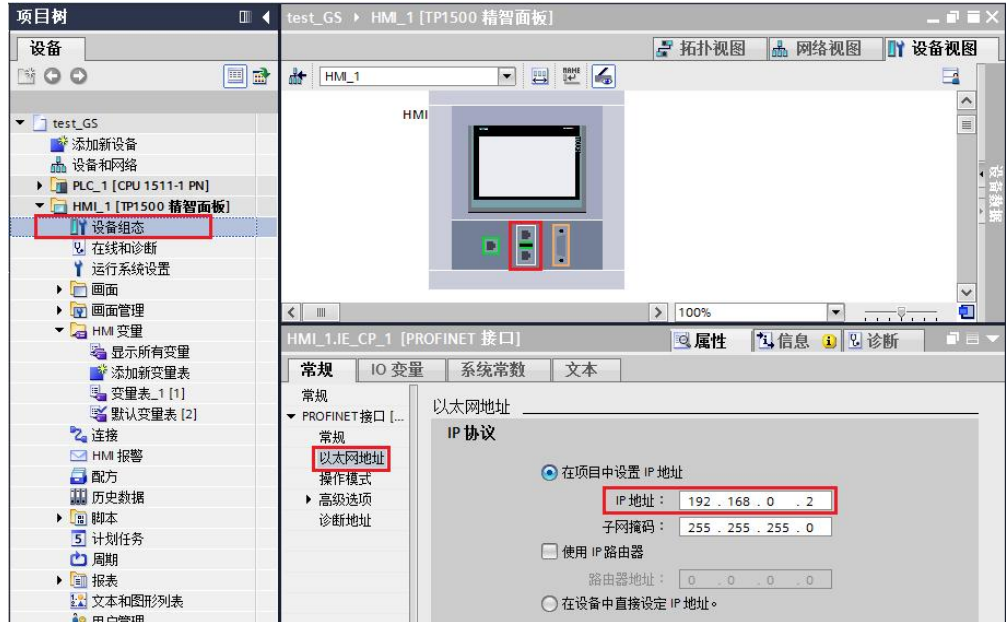 项目树
设备
test_GS
添加新设备
设备和网络
PLC_1 [CPU 1511-1 PN]
HMI_1 [TP1500 精智面板]
设备组态
在线和诊断
运行系统设置
画面
画面管理
HMI 变量
显示所有变量
添加新变量表
变量表_1 [1]
默认变量表 [2]
连接
HMI 报警
配方
历史数据
脚本
计划任务
周期
报表
文本和图形列表
用户管理
test_GS HMI_1 [TP1500 精智面板]
拓扑视图 网络视图 设备视图
HMI_1
HMI
100%
设备数据
HMI_1.IE_CP_1 [PROFINET 接口]
属性 信息 诊断
常规 IO 变量 系统常数 文本
常规
PROFINET接口 [...
常规
以太网地址
操作模式
高级选项
诊断地址
以太网地址
IP 协议
在项目中设置 IP 地址
IP 地址： 192 . 168 . 0 . 2
子网掩码： 255 . 255 . 255 . 0
使用 IP 路由器
路由器地址： 0 . 0 . 0 . 0
在设备中直接设定 IP 地址。